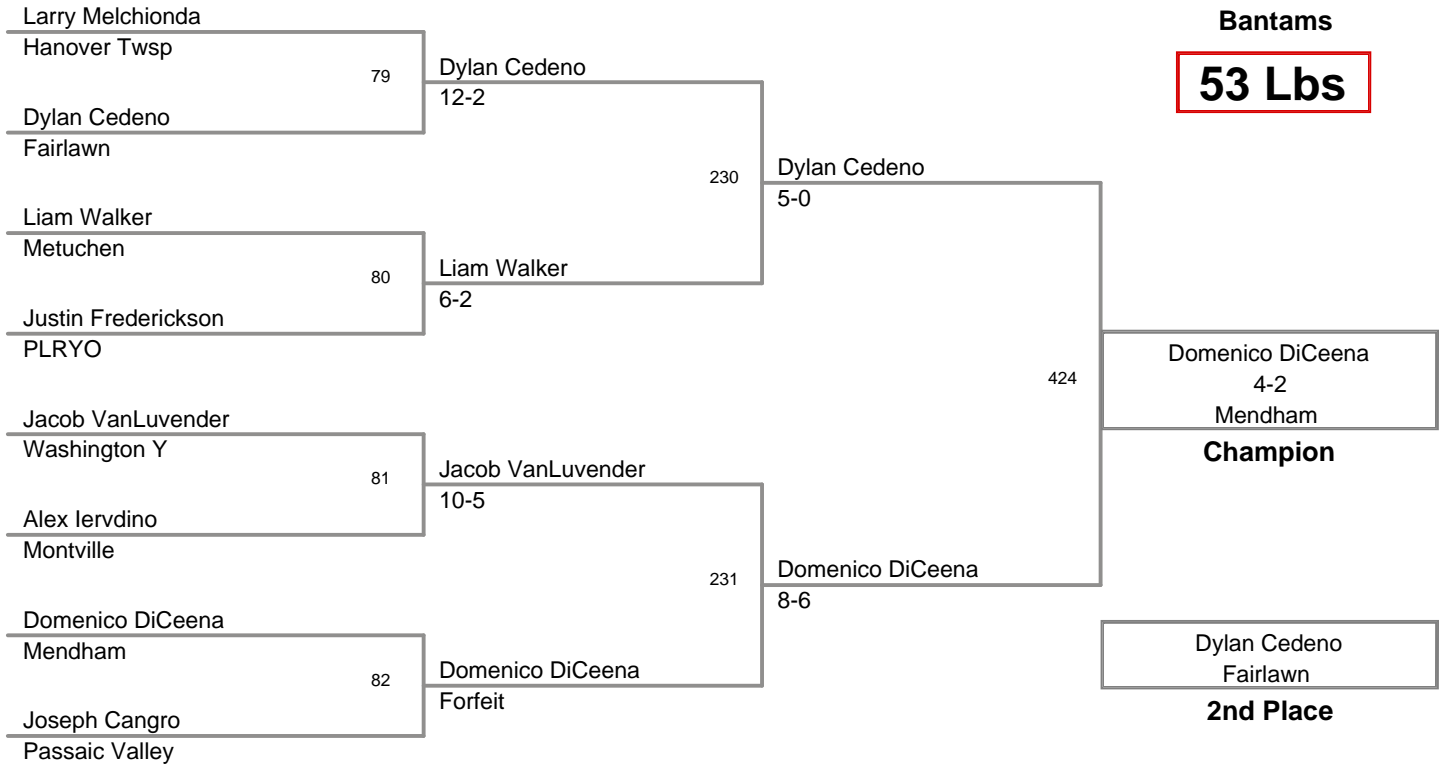 Larry Melchionda
Hanover Twsp
79
Dylan Cedeno
Fairlawn
Dylan Cedeno
12-2
Liam Walker
Metuchen
80
Justin Frederickson
PLRYO
Liam Walker
6-2
230
Dylan Cedeno
5-0
Jacob VanLuvender
Washington Y
81
Alex Iervdino
Montville
Jacob VanLuvender
10-5
Domenico DiCeena
Mendham
82
Joseph Cangro
Passaic Valley
Domenico DiCeena
Forfeit
231
Domenico DiCeena
8-6
424
Bantams
53 Lbs
Domenico DiCeena
4-2
Mendham
Champion
Dylan Cedeno
Fairlawn
2nd Place